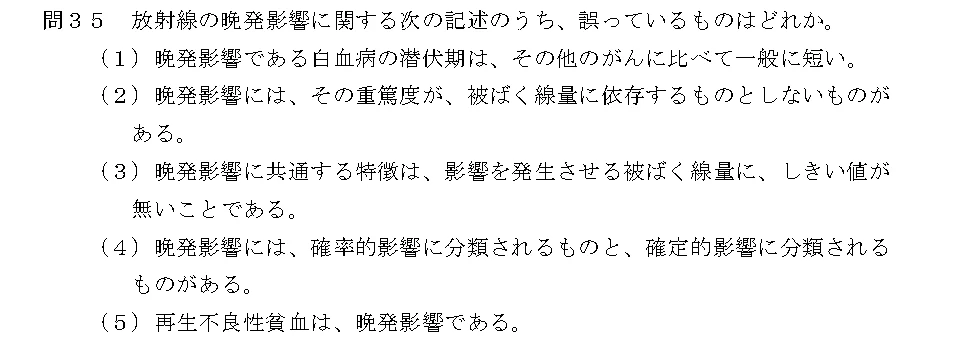 問３５　放射線の晩発影響に関する次の記述のうち、誤っているものはどれか。
（１）晩発影響である白血病の潜伏期は、その他のがんに比べて一般に短い。
（２）晩発影響には、その重篤度が、被ばく線量に依存するものとしないものが
ある。
（３）晩発影響に共通する特徴は、影響を発生させる被ばく線量に、しきい値が
無いことである。
（４）晩発影響には、確率的影響に分類されるものと、確定的影響に分類される
ものがある。
（５）再生不良性貧血は、晩発影響である。